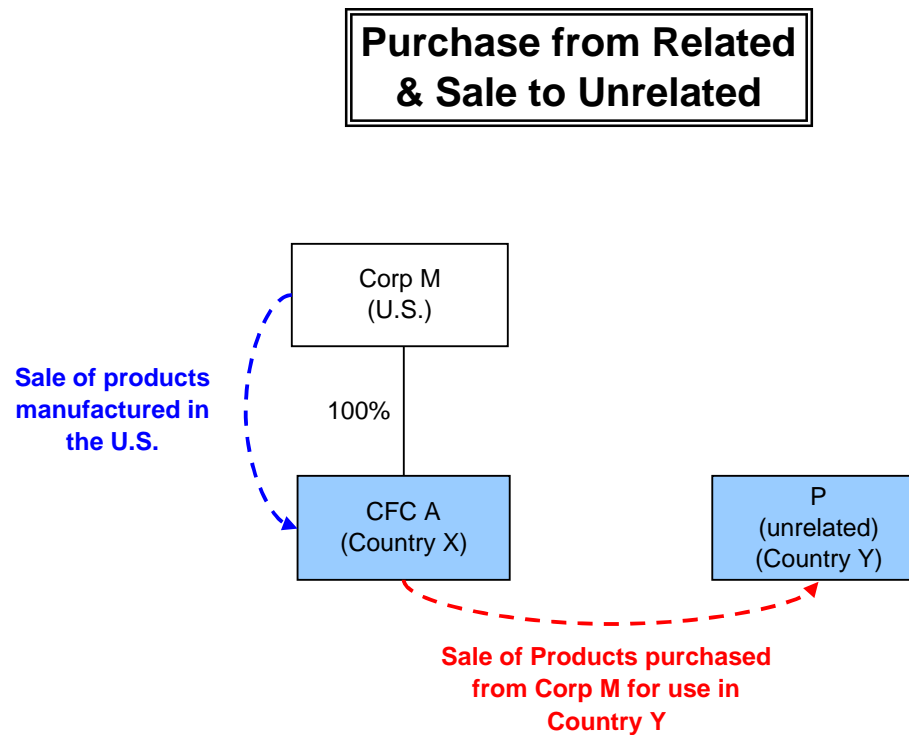 Purchase from Related
& Sale to Unrelated
Corp M
(U.S.)
Sale of products
manufactured in
the U.S.
100%
CFC A
(Country X)
P
(unrelated)
(Country Y)
Sale of Products purchased
from Corp M for use in
Country Y